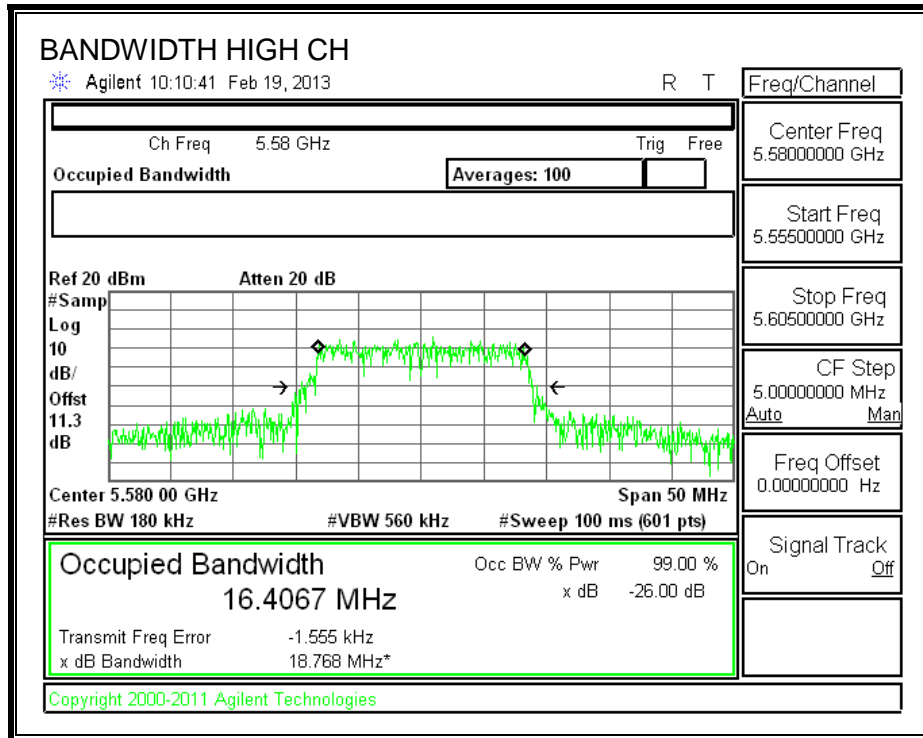 BANDWIDTH HIGH CH
Agilent 10:10:41 Feb 19, 2013 R T
Freq/Channel
Ch Freq 5.58 GHz Trig Free
Occupied Bandwidth Averages: 100
Center Freq
5.58000000 GHz
Start Freq
5.55500000 GHz
Stop Freq
5.60500000 GHz
CF Step
5.00000000 MHz
Auto Man
Freq Offset
0.00000000 Hz
Signal Track
On Off
Ref 20 dBm Atten 20 dB
#Samp
Log
10
dB/
Offst
11.3
dB
Center 5.580 00 GHz Span 50 MHz
#Res BW 180 kHz #VBW 560 kHz #Sweep 100 ms (601 pts)
Occupied Bandwidth Occ BW % Pwr 99.00 %
16.4067 MHz x dB -26.00 dB
Transmit Freq Error -1.555 kHz
x dB Bandwidth 18.768 MHz*
Copyright 2000-2011 Agilent Technologies